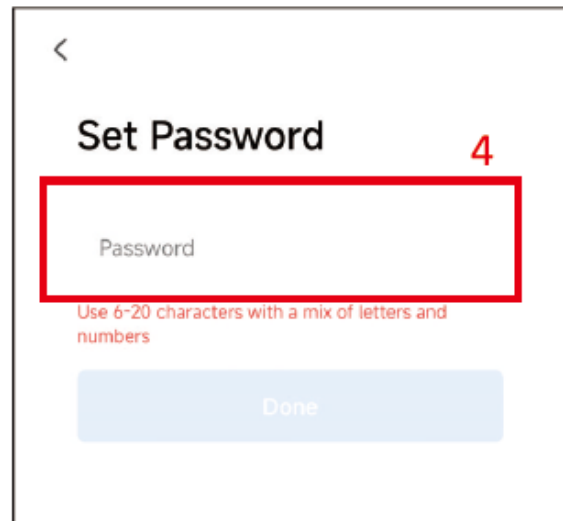 Set Password
4
Password
Use 6-20 characters with a mix of letters and
numbers
Done